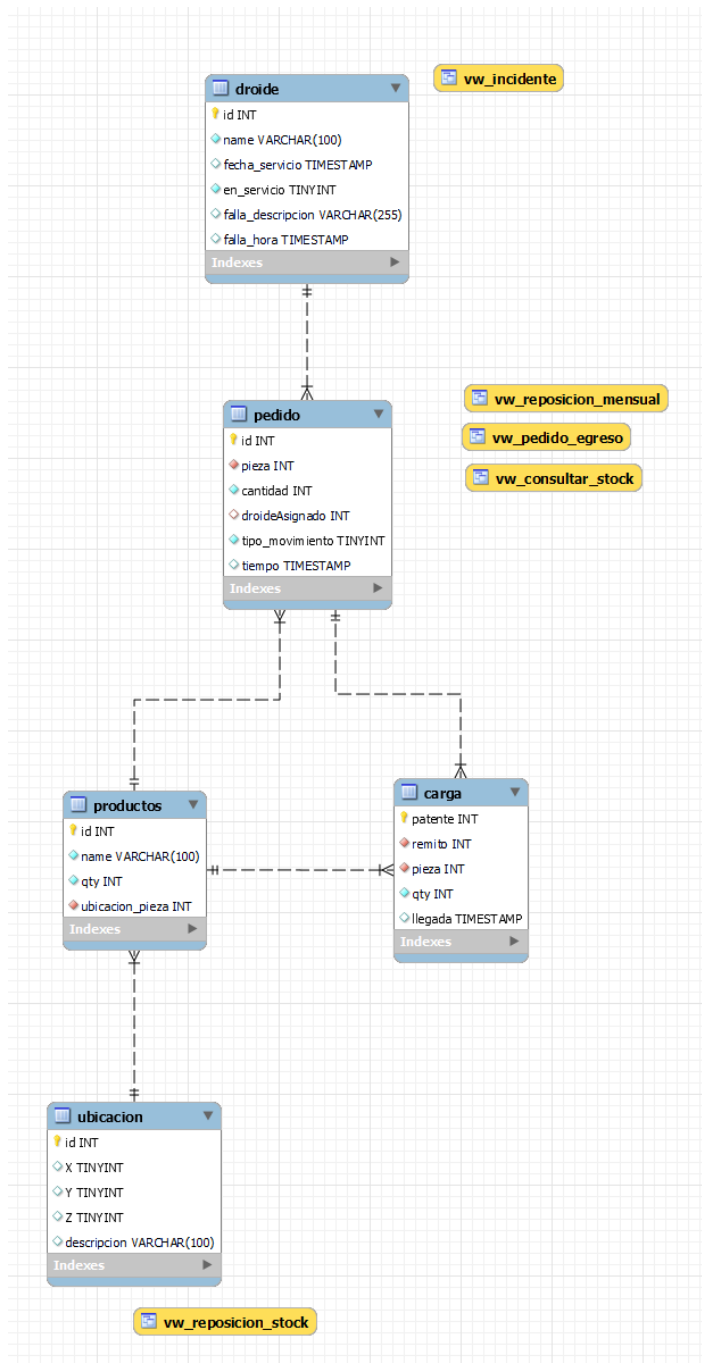 droide
id INT
name VARCHAR(100)
fecha_servicio TIMESTAMP
en_servicio TINYINT
falla_descripcion VARCHAR(255)
falla_hora TIMESTAMP
Indexes
vw_incidente
pedido
id INT
pieza INT
cantidad INT
droideAsignado INT
tipo_movimiento TINYINT
tiempo TIMESTAMP
Indexes
vw_reposicion_mensual
vw_pedido_egreso
vw_consultar_stock
productos
id INT
name VARCHAR(100)
qty INT
ubicacion_pieza INT
Indexes
carga
patente INT
remito INT
pieza INT
qty INT
llegada TIMESTAMP
Indexes
ubicacion
id INT
X TINYINT
Y TINYINT
Z TINYINT
descripcion VARCHAR(100)
Indexes
vw_reposicion_stock